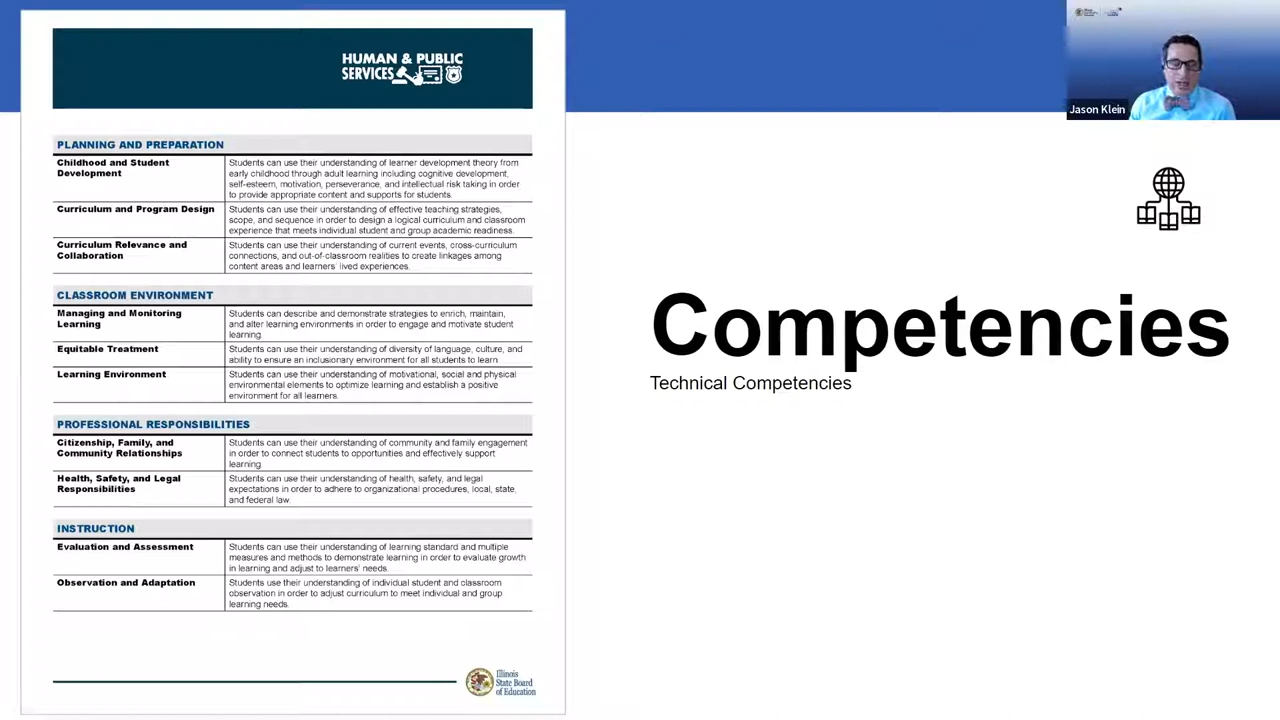 HUMAN & PUBLIC
SERVICES
PLANNING AND PREPARATION
Childhood and Student
Development
Students can use their understanding of learner development theory from
early childhood through adult learning including cognitive development,
self-esteem, motivation, perseverance, and intellectual risk taking in order
to provide appropriate content and supports for students.
Curriculum and Program Design
Students can use their understanding of effective teaching strategies,
scope, and sequence in order to design a logical curriculum and classroom
experience that meets individual student and group academic readiness.
Curriculum Relevance and
Collaboration
Students can use their understanding of current events, cross-curriculum
connections, and out-of-classroom realities to create linkages among
content areas and learners' lived experiences.
CLASSROOM ENVIRONMENT
Managing and Monitoring
Learning
Students can describe and demonstrate strategies to enrich, maintain,
and alter learning environments in order to engage and motivate student
learning.
Equitable Treatment
Students can use their understanding of diversity of language, culture, and
ability to ensure an inclusionary environment for all students to learn
Learning Environment
Students can use their understanding of motivational, social and physical
environmental elements to optimize learning and establish a positive
environment for all learners.
PROFESSIONAL RESPONSIBILITIES
Citizenship, Family, and
Community Relationships
Students can use their understanding of community and family engagement
in order to connect students to opportunities and effectively support
learning.
Health, Safety, and Legal
Responsibilities
Students can use their understanding of health, safety, and legal
expectations in order to adhere to organizational procedures, local, state,
and federal law.
INSTRUCTION
Evaluation and Assessment
Students can use their understanding of learning standard and multiple
measures and methods to demonstrate learning in order to evaluate growth
in learning and adjust to learners' needs.
Observation and Adaptation
Students use their understanding of individual student and classroom
observation in order to adjust curriculum to meet individual and group
learning needs.
Illinois
State Board
of Education
Competencies
Technical Competencies
Jason Klein